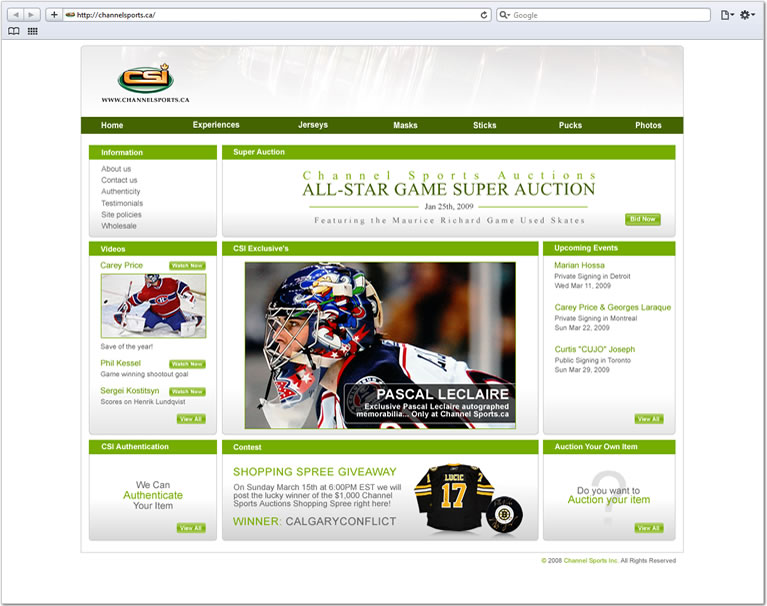 http://channelsports.ca/
Google
CSI
WWW.CHANNELSPORTS.CA
Home Experiences Jerseys Masks Sticks Pucks Photos
Information
About us
Contact us
Authenticity
Testimonials
Site policies
Wholesale
Super Auction
Channel Sports Auctions
ALL-STAR GAME SUPER AUCTION
Jan 25th, 2009
Featuring the Maurice Richard Game Used Skates
Bid Now
Videos
Carey Price Watch Now
Save of the year!
Phil Kessel Watch Now
Game winning shootout goal
Sergei Kostitsyn Watch Now
Scores on Henrik Lundqvist
View All
CSI Exclusive's
PASCAL LECLAIRE
Exclusive Pascal Leclaire autographed
memorabilia... Only at Channel Sports.ca
Upcoming Events
Marian Hossa
Private Signing in Detroit
Wed Mar 11, 2009
Carey Price & Georges Laraque
Private Signing in Montreal
Sun Mar 22, 2009
Curtis "CUJO" Joseph
Public Signing in Toronto
Sun Mar 29, 2009
View All
CSI Authentication
We Can
Authenticate
Your Item
View All
Contest
SHOPPING SPREE GIVEAWAY
On Sunday March 15th at 6:00PM EST we will
post the lucky winner of the $1,000 Channel
Sports Auctions Shopping Spree right here!
WINNER: CALGARYCONFLICT
LUCIC
17
B
Auction Your Own Item
?
Do you want to
Auction your item
View All
© 2008 Channel Sports Inc. All Rights Reserved